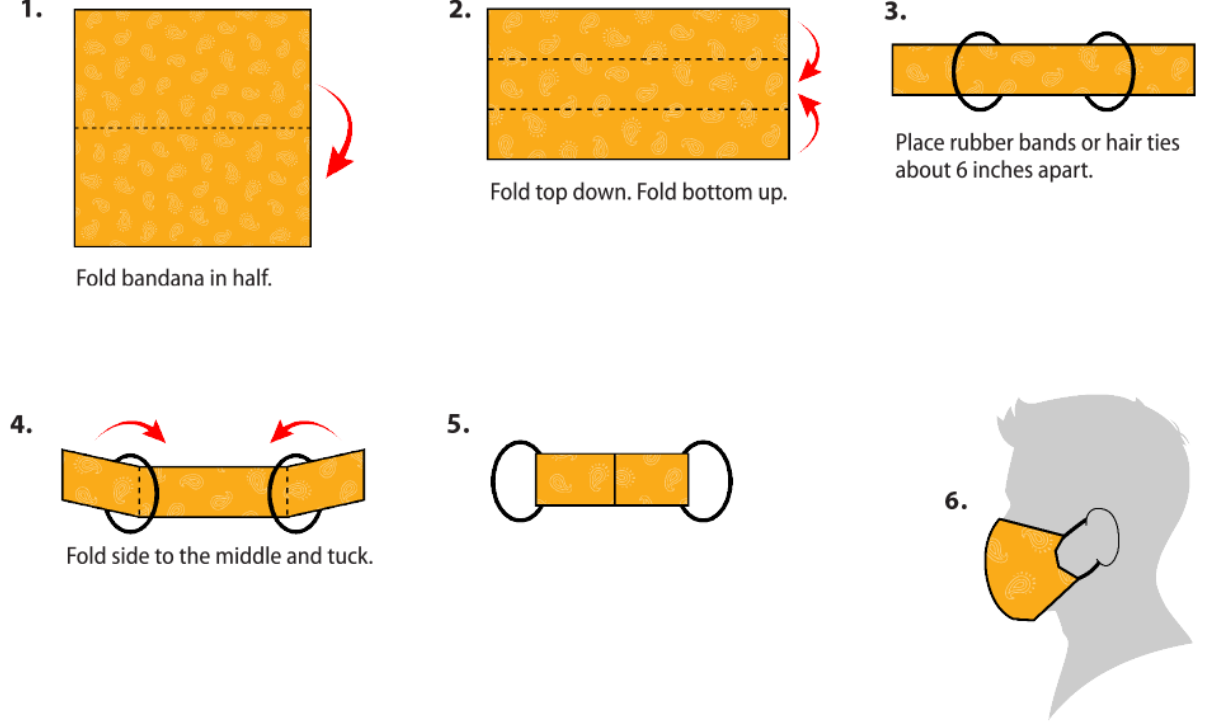 1.
Fold bandana in half.
2.
Fold top down. Fold bottom up.
3.
Place rubber bands or hair ties
about 6 inches apart.
4.
Fold side to the middle and tuck.
5.
6.